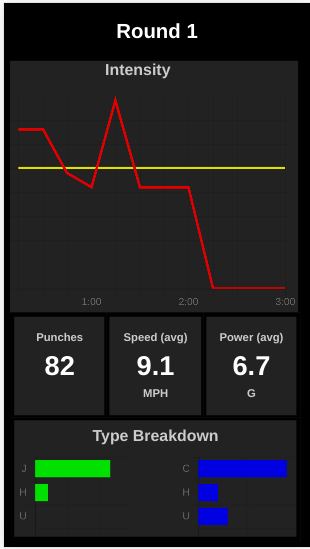 Round 1
Intensity
1:00 2:00 3:00
Punches Speed (avg) Power (avg)
82 9.1 6.7
MPH G
Type Breakdown
J C
H H
U U